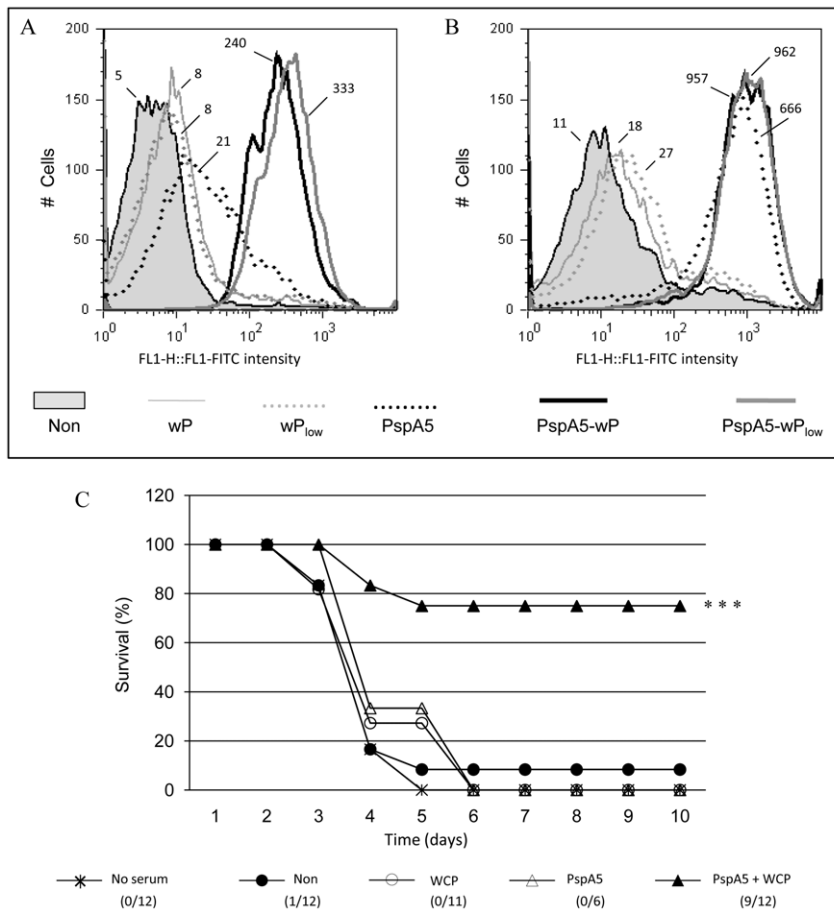 A
200
150
100
50
0
# Cells
5
8
8
21
240
333
10^0
10^1
10^2
10^3
FL1-H::FL1-FITC intensity
B
200
150
100
50
0
# Cells
11
18
27
957
962
666
10^0
10^1
10^2
10^3
FL1-H::FL1-FITC intensity
Non
wP
wP_low
PspA5
PspA5-wP
PspA5-wP_low
C
120
100
80
60
40
20
0
Survival (%)
***
1 2 3 4 5 6 7 8 9 10
Time (days)
No serum
(0/12)
Non
(1/12)
WCP
(0/11)
PspA5
(0/6)
PspA5 + WCP
(9/12)